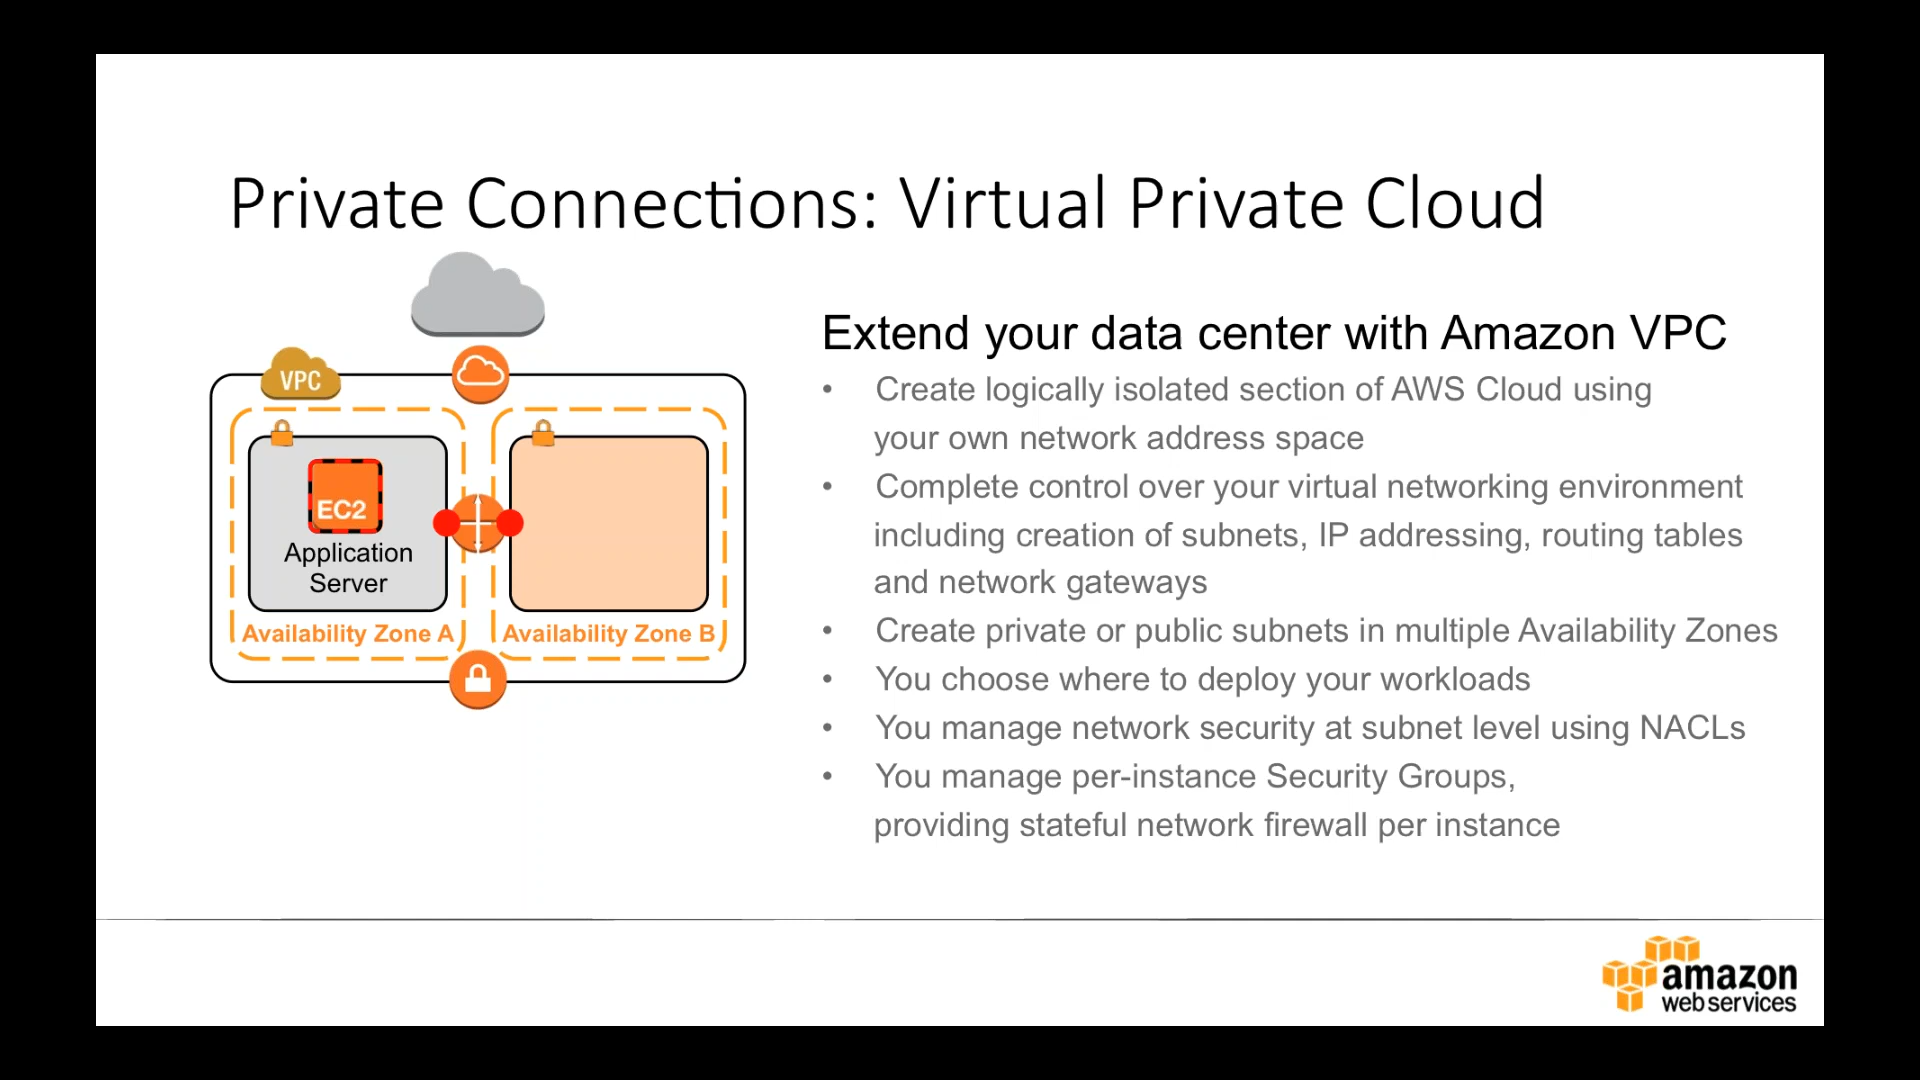 Private Connections: Virtual Private Cloud
VPC
EC2
Application
Server
Availability Zone A
Availability Zone B
Extend your data center with Amazon VPC
• Create logically isolated section of AWS Cloud using
your own network address space
• Complete control over your virtual networking environment
including creation of subnets, IP addressing, routing tables
and network gateways
• Create private or public subnets in multiple Availability Zones
• You choose where to deploy your workloads
• You manage network security at subnet level using NACLs
• You manage per-instance Security Groups,
providing stateful network firewall per instance
amazon
webservices